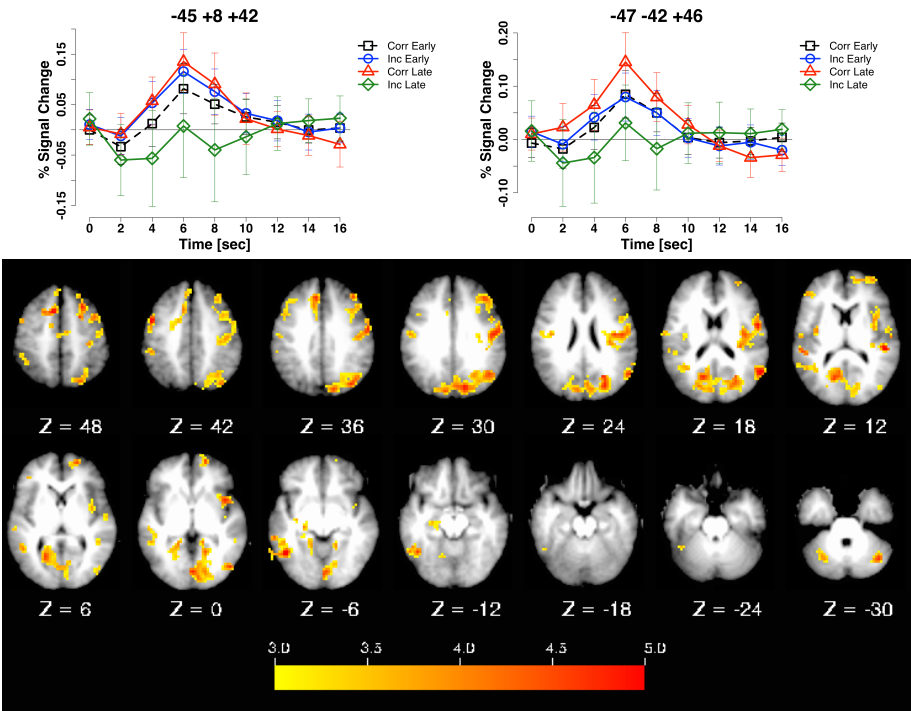 -45 +8 +42
% Signal Change
0.15
0.05
-0.05
-0.15
0 2 4 6 8 10 12 14 16
Time [sec]
Corr Early
Inc Early
Corr Late
Inc Late
-47 -42 +46
% Signal Change
0.20
0.10
0.00
-0.10
0 2 4 6 8 10 12 14 16
Time [sec]
Corr Early
Inc Early
Corr Late
Inc Late
Z = 48 Z = 42 Z = 36 Z = 30 Z = 24 Z = 18 Z = 12
Z = 6 Z = 0 Z = -6 Z = -12 Z = -18 Z = -24 Z = -30
3.0 3.5 4.0 4.5 5.0